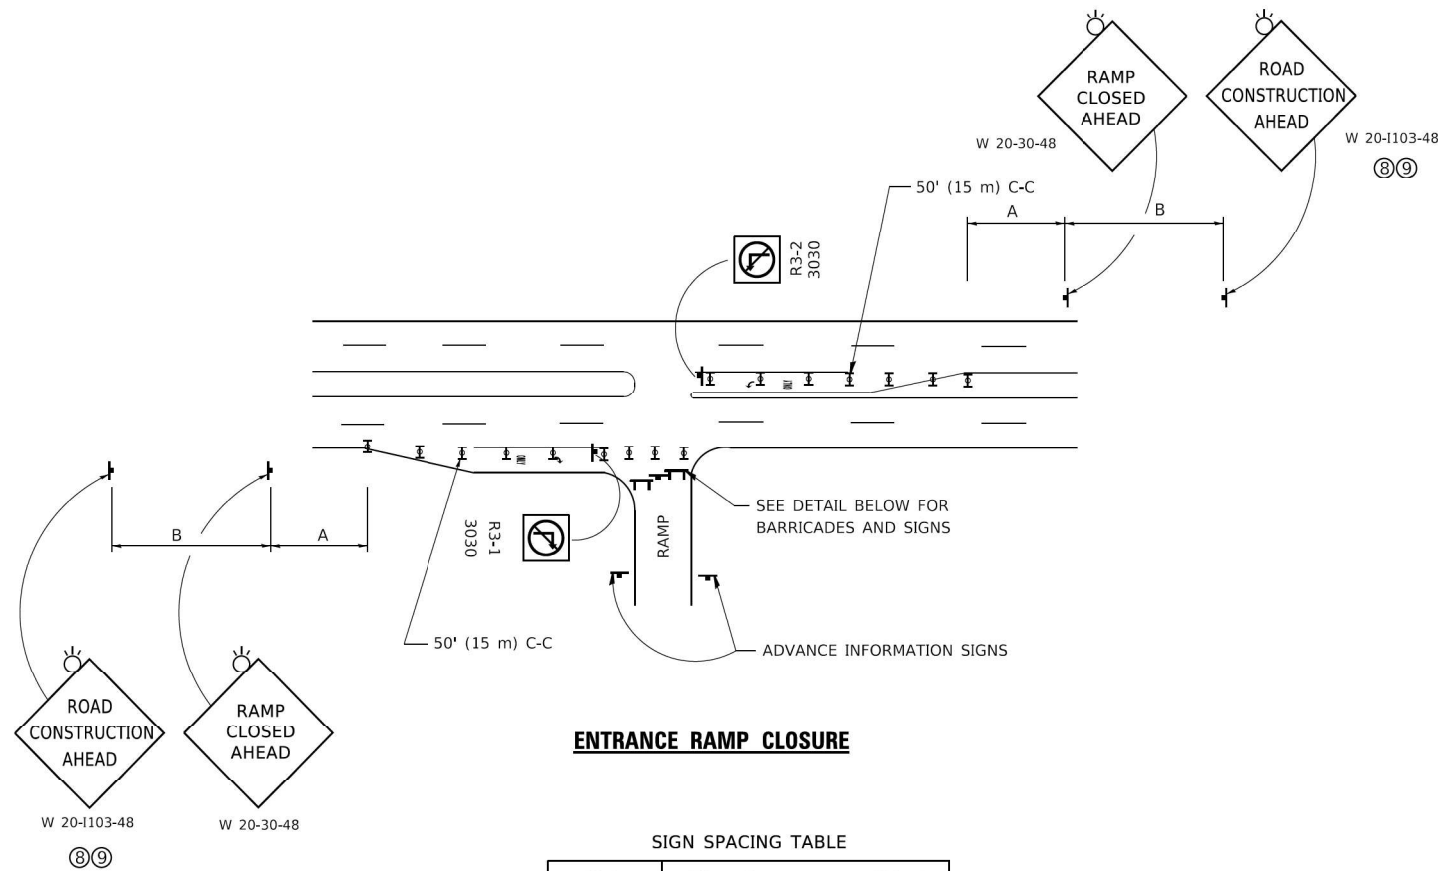 RAMP
CLOSED
AHEAD
W 20-30-48
ROAD
CONSTRUCTION
AHEAD
W 20-I103-48
⑧⑨
50' (15 m) C-C
A
B
R3-2
3030
B
A
R3-1
3030
RAMP
SEE DETAIL BELOW FOR
BARRICADES AND SIGNS
50' (15 m) C-C
ADVANCE INFORMATION SIGNS
ROAD
CONSTRUCTION
AHEAD
W 20-I103-48
⑧⑨
RAMP
CLOSED
AHEAD
W 20-30-48
ENTRANCE RAMP CLOSURE
SIGN SPACING TABLE